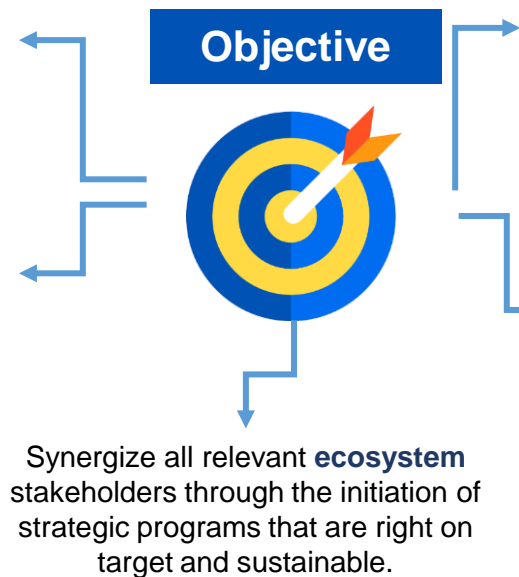 Objective
Synergize all relevant ecosystem
stakeholders through the initiation of
strategic programs that are right on
target and sustainable.